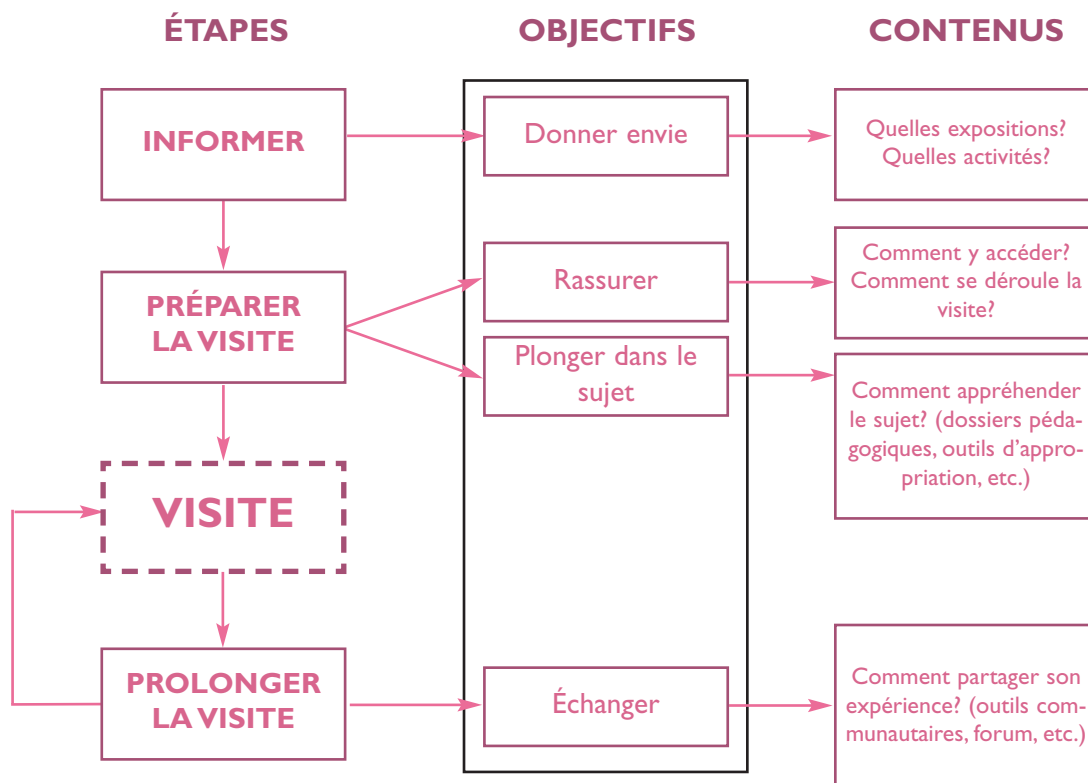 ÉTAPES
OBJECTIFS
CONTENUS
INFORMER
Donner envie
Quelles expositions?
Quelles activités?
PRÉPARER
LA VISITE
Rassurer
Comment y accéder?
Comment se déroule la
visite?
Plonger dans le
sujet
Comment appréhender
le sujet? (dossiers péda-
gogiques, outils d'appro-
priation, etc.)
VISITE
PROLONGER
LA VISITE
Échanger
Comment partager son
expérience? (outils com-
munautaires, forum, etc.)